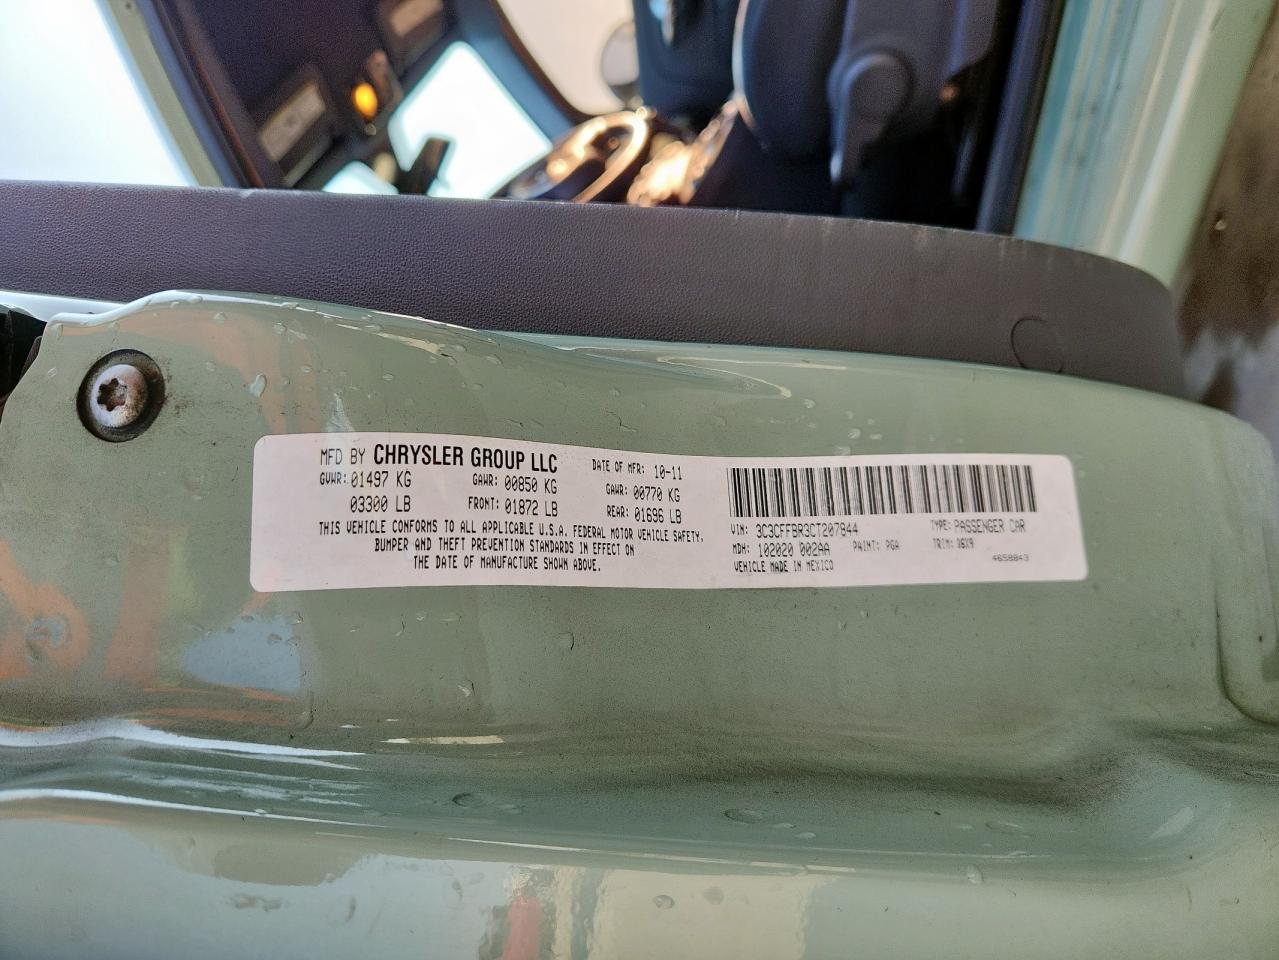 MFD BY CHRYSLER GROUP LLC DATE OF MFR: 10-11
GVWR: 01497 KG GAWR: 00850 KG GAWR: 00770 KG
03300 LB FRONT: 01872 LB REAR: 01696 LB
THIS VEHICLE CONFORMS TO ALL APPLICABLE U.S.A. FEDERAL MOTOR VEHICLE SAFETY,
BUMPER AND THEFT PREVENTION STANDARDS IN EFFECT ON
THE DATE OF MANUFACTURE SHOWN ABOVE.
VIN: 3C3CFFBR3CT207844 TYPE: PASSENGER CAR
MDH: 102020 002AA PAINT: PGA TRIM: X6X9
VEHICLE MADE IN MEXICO 4658843